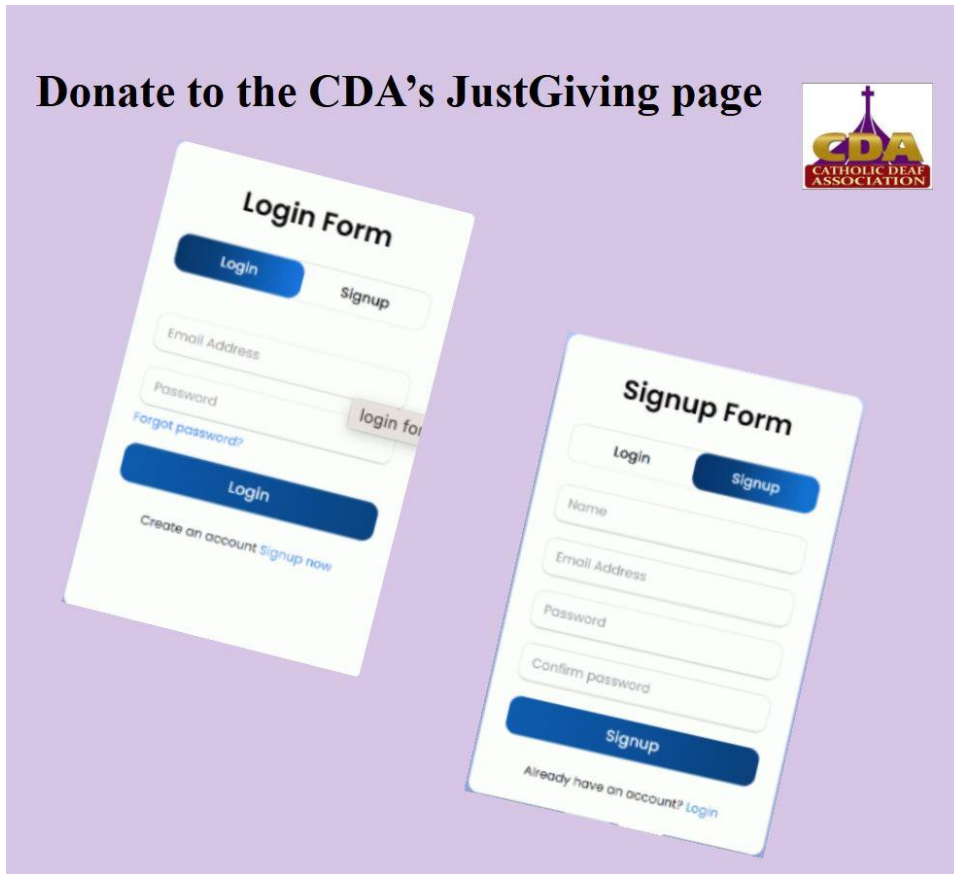 Donate to the CDA's JustGiving page
CDA
CATHOLIC DEAF
ASSOCIATION
Login Form
Login
Signup
Email Address
Password
login for
Forgot password?
Login
Create an account Signup now
Signup Form
Login
Signup
Name
Email Address
Password
Confirm password
Signup
Already have an account? Login